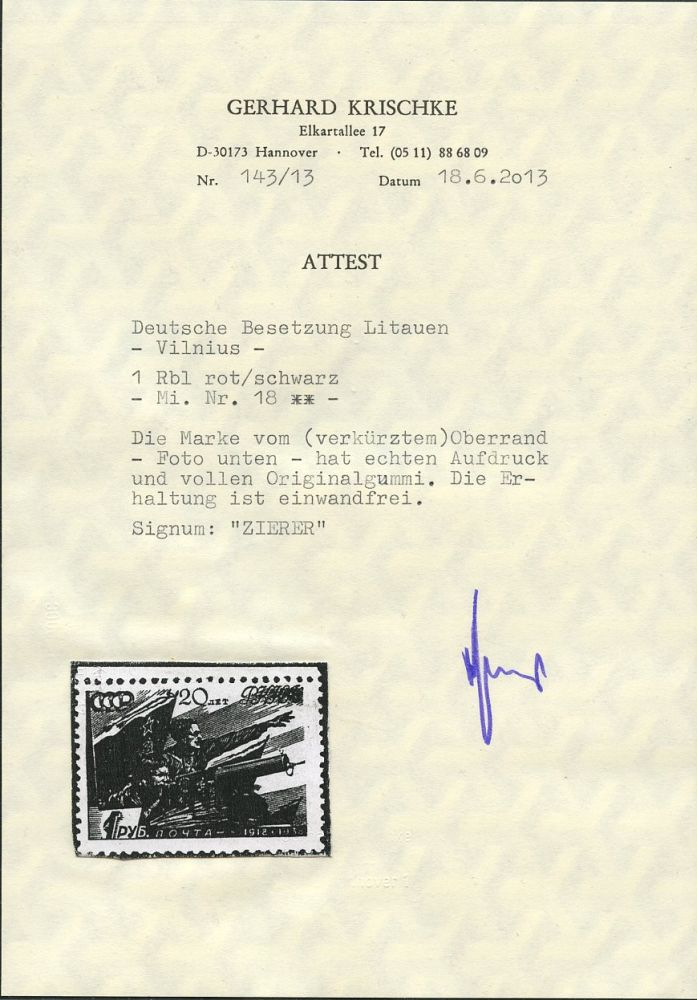 GERHARD KRISCHKE
Elkartallee 17
D-30173 Hannover · Tel. (05 11) 88 68 09
Nr. 143/13 Datum 18.6.2013
ATTEST
Deutsche Besetzung Litauen
- Vilnius -
1 Rbl rot/schwarz
- Mi. Nr. 18 ** -
Die Marke vom (verkürztem)Oberrand
- Foto unten - hat echten Aufdruck
und vollen Originalgummi. Die Er-
haltung ist einwandfrei.
Signum: "ZIERER"
СССР 20 ЛЕТ
1 РУБ. ПОЧТА